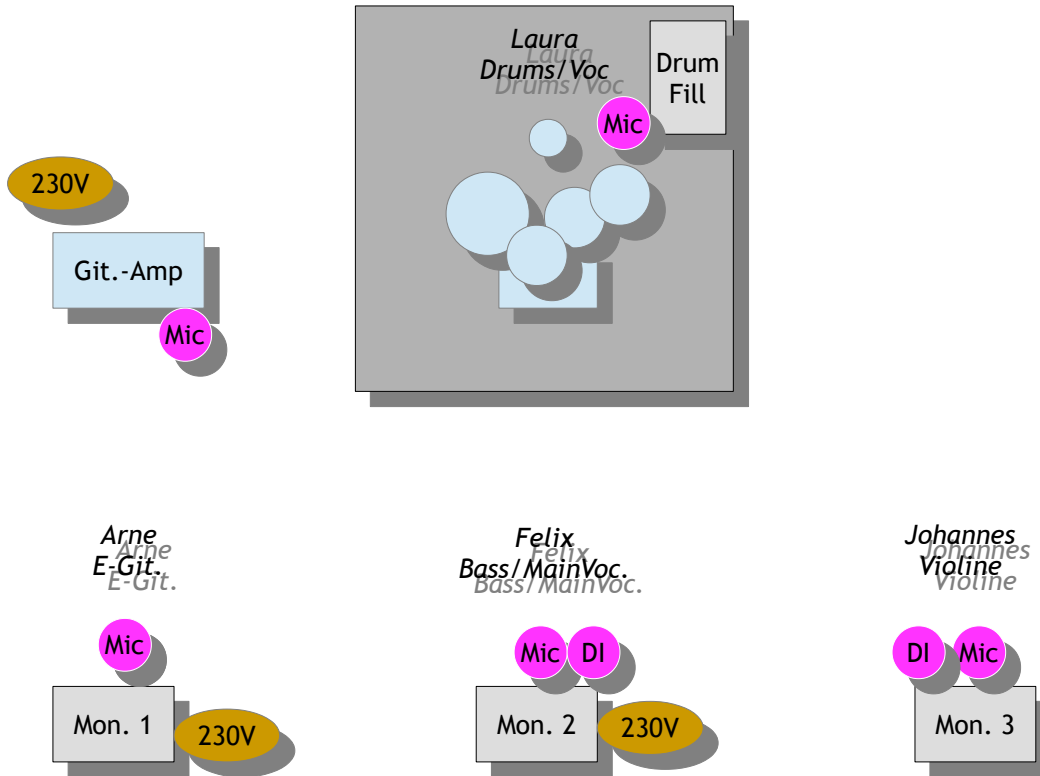 Laura
Drums/Voc
Drum
Fill
Mic
230V
Git.-Amp
Mic
Arne
E-Git.
Felix
Bass/MainVoc.
Johannes
Violine
Mic
Mic
DI
DI
Mic
Mon. 1
230V
Mon. 2
230V
Mon. 3